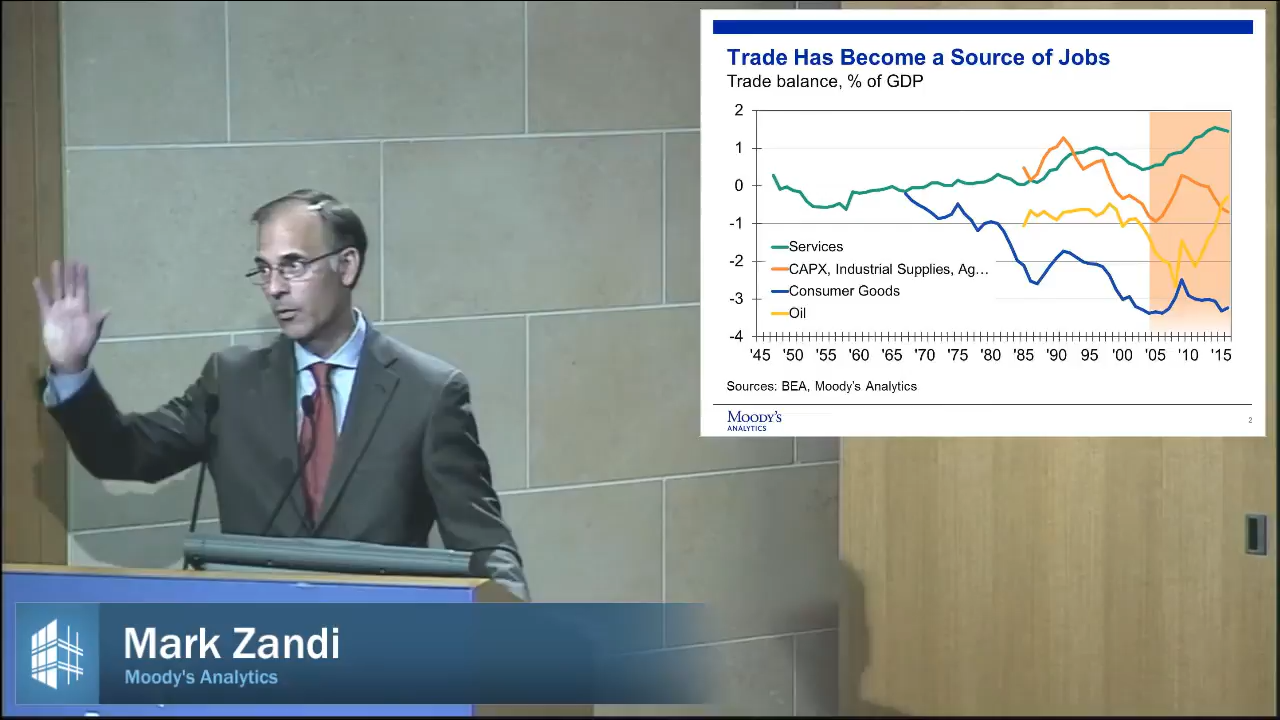 Trade Has Become a Source of Jobs
Trade balance, % of GDP
2
1
0
-1
-2
-3
-4
Services
CAPX, Industrial Supplies, Ag...
Consumer Goods
Oil
'45 '50 '55 '60 '65 '70 '75 '80 '85 '90 '95 '00 '05 '10 '15
Sources: BEA, Moody's Analytics
MOODY'S
ANALYTICS
2
Mark Zandi
Moody's Analytics